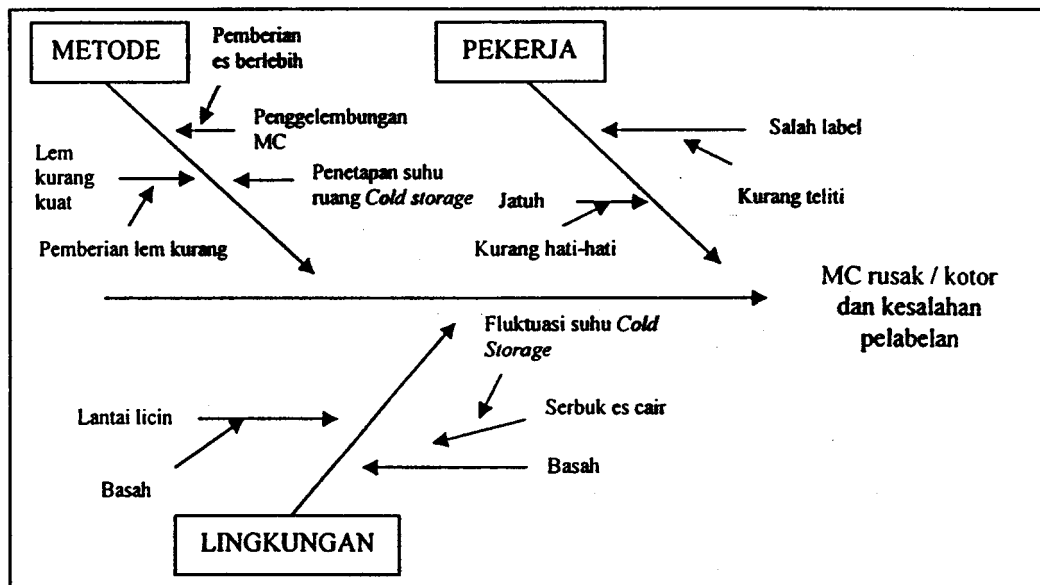 METODE
Pemberian
es berlebih
PEKERJA
Penggelembungan
MC
Salah label
Lem
kurang
kuat
Penetapan suhu
ruang Cold storage
Jatuh
Kurang teliti
Pemberian lem kurang
Kurang hati-hati
MC rusak / kotor
dan kesalahan
pelabelan
Fluktuasi suhu Cold
Storage
Lantai licin
Serbuk es cair
Basah
Basah
LINGKUNGAN